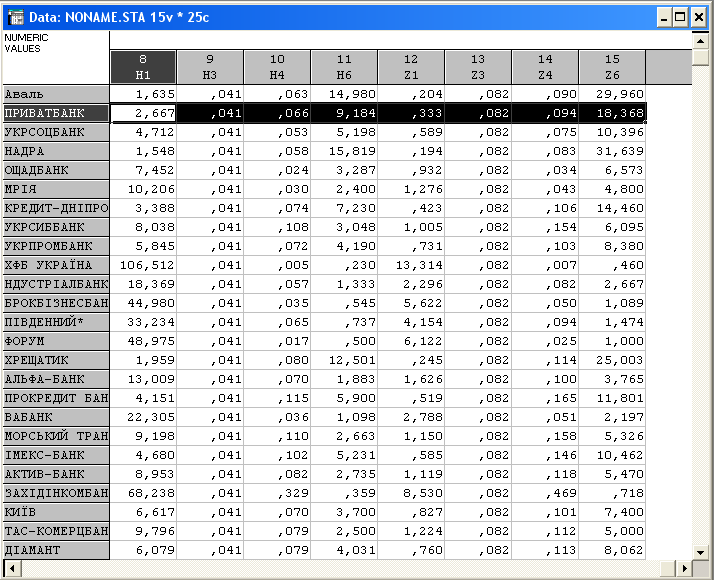 Data: NONAME.STA 15v * 25c
NUMERIC
VALUES
8 9 10 11 12 13 14 15
H1 H3 H4 H6 Z1 Z3 Z4 Z6
Аваль 1,635 ,041 ,063 14,980 ,204 ,082 ,090 29,960
ПРИВАТБАНК 2,667 ,041 ,066 9,184 ,333 ,082 ,094 18,368
УКРСОЦБАНК 4,712 ,041 ,053 5,198 ,589 ,082 ,075 10,396
НАДРА 1,548 ,041 ,058 15,819 ,194 ,082 ,083 31,639
ОЩАДБАНК 7,452 ,041 ,024 3,287 ,932 ,082 ,034 6,573
МРІЯ 10,206 ,041 ,030 2,400 1,276 ,082 ,043 4,800
КРЕДИТ-ДНІПРО 3,388 ,041 ,074 7,230 ,423 ,082 ,106 14,460
УКРСИББАНК 8,038 ,041 ,108 3,048 1,005 ,082 ,154 6,095
УКРПРОМБАНК 5,845 ,041 ,072 4,190 ,731 ,082 ,103 8,380
ХФБ УКРАЇНА 106,512 ,041 ,005 ,230 13,314 ,082 ,007 ,460
НДУСТРІАЛБАНК 18,369 ,041 ,057 1,333 2,296 ,082 ,082 2,667
БРОКБІЗНЕСБАН 44,980 ,041 ,035 ,545 5,622 ,082 ,050 1,089
ПІВДЕННИЙ* 33,234 ,041 ,065 ,737 4,154 ,082 ,094 1,474
ФОРУМ 48,975 ,041 ,017 ,500 6,122 ,082 ,025 1,000
ХРЕЩАТИК 1,959 ,041 ,080 12,501 ,245 ,082 ,114 25,003
АЛЬФА-БАНК 13,009 ,041 ,070 1,883 1,626 ,082 ,100 3,765
ПРОКРЕДИТ БАН 4,151 ,041 ,115 5,900 ,519 ,082 ,165 11,801
ВАБАНК 22,305 ,041 ,036 1,098 2,788 ,082 ,051 2,197
МОРСЬКИЙ ТРАН 9,198 ,041 ,110 2,663 1,150 ,082 ,158 5,326
ІМЕКС-БАНК 4,680 ,041 ,102 5,231 ,585 ,082 ,146 10,462
АКТИВ-БАНК 8,953 ,041 ,082 2,735 1,119 ,082 ,118 5,470
ЗАХІДІНКОМБАН 68,238 ,041 ,329 ,359 8,530 ,082 ,469 ,718
КИЇВ 6,617 ,041 ,070 3,700 ,827 ,082 ,101 7,400
ТАС-КОМЕРЦБАН 9,796 ,041 ,079 2,500 1,224 ,082 ,112 5,000
ДІАМАНТ 6,079 ,041 ,079 4,031 ,760 ,082 ,113 8,062